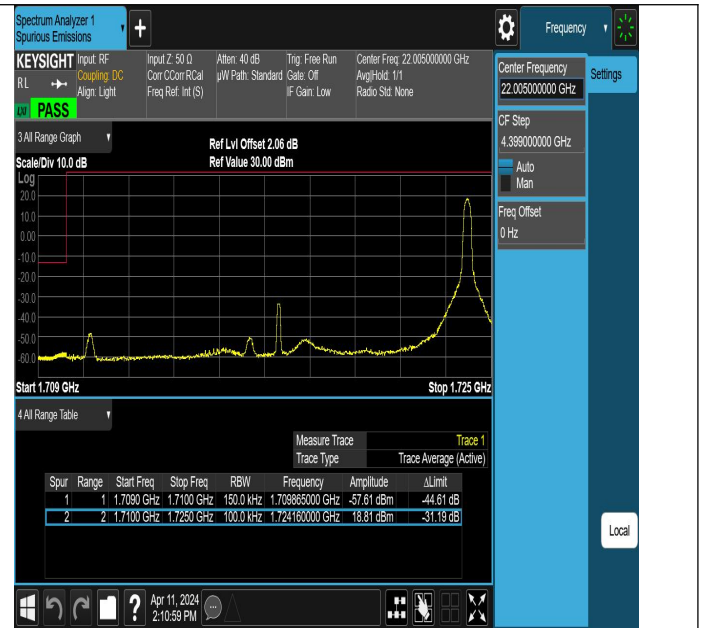 Spectrum Analyzer 1
Spurious Emissions
Frequency
KEYSIGHT
RL
Input: RF
Coupling: DC
Align: Light
Input Z: 50 Ω
Corr CCorr RCal
Freq Ref: Int (S)
Atten: 40 dB
µW Path: Standard
Trig: Free Run
Gate: Off
IF Gain: Low
Center Freq: 22.005000000 GHz
Avg|Hold: 1/1
Radio Std: None
LXI PASS
Center Frequency
22.005000000 GHz
Settings
CF Step
4.399000000 GHz
Auto
Man
Freq Offset
0 Hz
3 All Range Graph
Scale/Div 10.0 dB
Ref Lvl Offset 2.06 dB
Ref Value 30.00 dBm
Log
20.0
10.0
0.00
-10.0
-20.0
-30.0
-40.0
-50.0
-60.0
Start 1.709 GHz
Stop 1.725 GHz
4 All Range Table
Measure Trace Trace 1
Trace Type Trace Average (Active)
Spur Range Start Freq Stop Freq RBW Frequency Amplitude ΔLimit
1 1 1.7090 GHz 1.7100 GHz 150.0 kHz 1.709865000 GHz -57.61 dBm -44.61 dB
2 2 1.7100 GHz 1.7250 GHz 100.0 kHz 1.724160000 GHz 18.81 dBm -31.19 dB
Local
?
Apr 11, 2024
2:10:59 PM